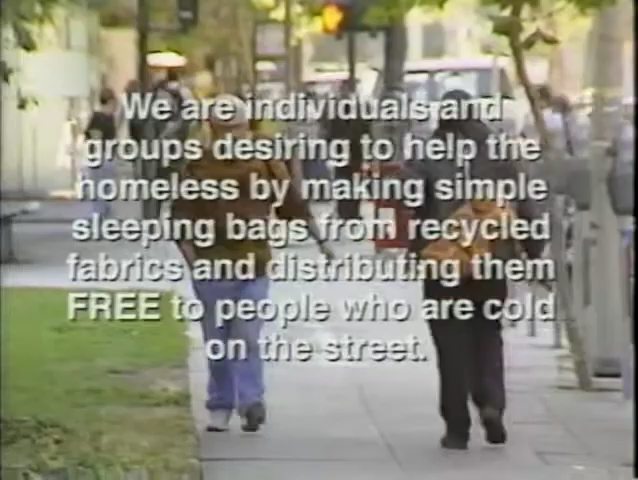 We are individuals and
groups desiring to help the
homeless by making simple
sleeping bags from recycled
fabrics and distributing them
FREE to people who are cold
on the street.